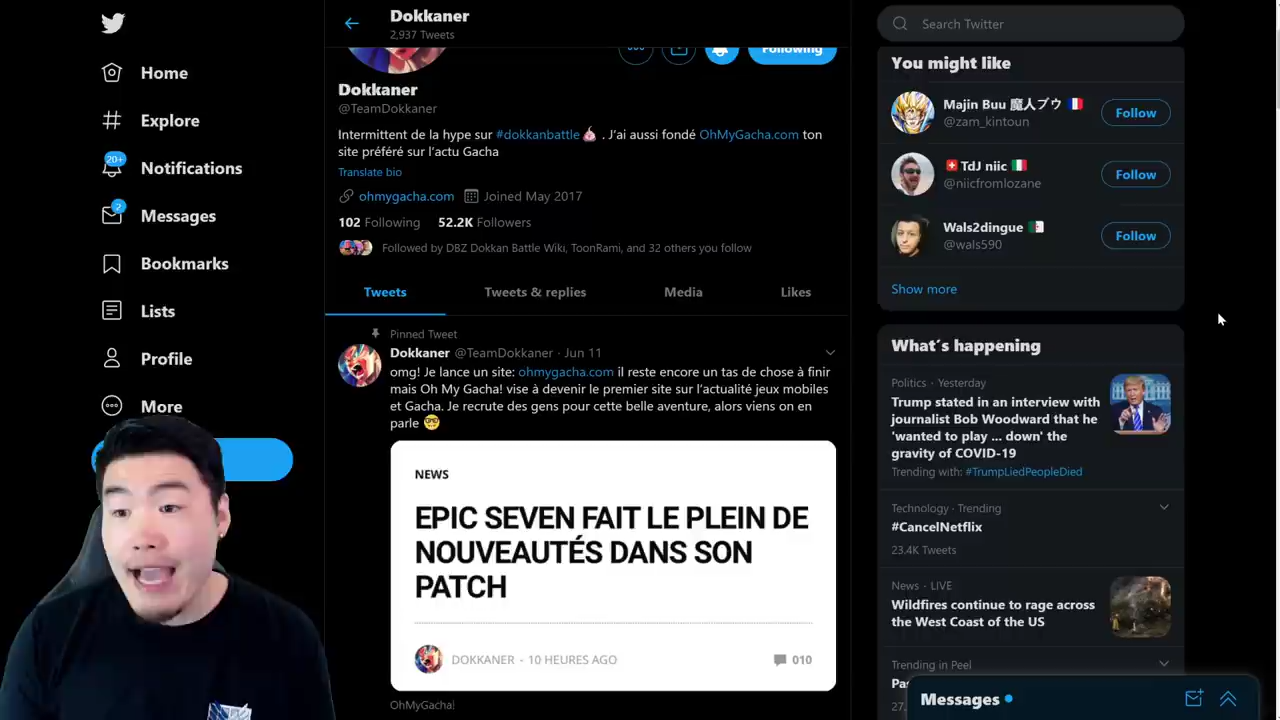 Home
Explore
20+
Notifications
2
Messages
Bookmarks
Lists
Profile
More
Dokkaner
2,937 Tweets
Following
Dokkaner
@TeamDokkaner
Intermittent de la hype sur #dokkanbattle . J'ai aussi fondé OhMyGacha.com ton
site préféré sur l'actu Gacha
Translate bio
ohmygacha.com Joined May 2017
102 Following 52.2K Followers
Followed by DBZ Dokkan Battle Wiki, ToonRami, and 32 others you follow
Tweets Tweets & replies Media Likes
Pinned Tweet
Dokkaner @TeamDokkaner · Jun 11
omg! Je lance un site: ohmygacha.com il reste encore un tas de chose à finir
mais Oh My Gacha! vise à devenir le premier site sur l'actualité jeux mobiles
et Gacha. Je recrute des gens pour cette belle aventure, alors viens on en
parle
NEWS
EPIC SEVEN FAIT LE PLEIN DE
NOUVEAUTÉS DANS SON
PATCH
DOKKANER - 10 HEURES AGO 010
OhMyGacha!
Search Twitter
You might like
Majin Buu 魔人ブウ
@zam_kintoun
Follow
TdJ niic
@niicfromlozane
Follow
Wals2dingue
@wals590
Follow
Show more
What's happening
Politics · Yesterday
Trump stated in an interview with
journalist Bob Woodward that he
'wanted to play ... down' the
gravity of COVID-19
Trending with: #TrumpLiedPeopleDied
Technology · Trending
#CancelNetflix
23.4K Tweets
News · LIVE
Wildfires continue to rage across
the West Coast of the US
Trending in Peel
Messages